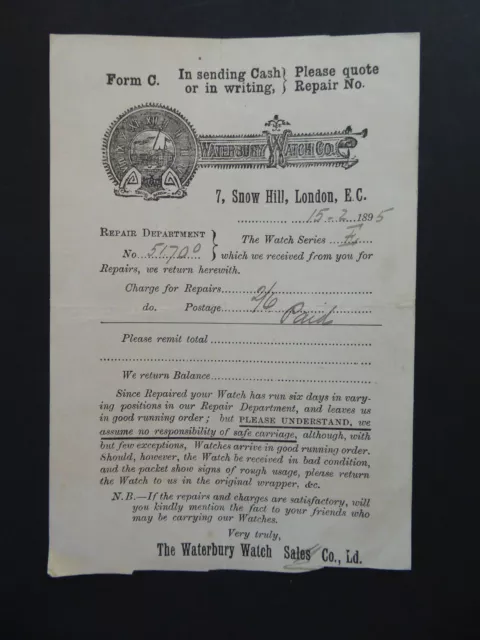 Form C. In sending Cash } Please quote
or in writing, } Repair No.
WATERBURY WATCH CO.
7, Snow Hill, London, E.C.
15-2 1895
REPAIR DEPARTMENT } The Watch Series E
No 51700 } which we received from you for
Repairs, we return herewith.
Charge for Repairs 2/6
do. Postage Paid
Please remit total
We return Balance
Since Repaired your Watch has run six days in vary-
ing positions in our Repair Department, and leaves us
in good running order; but PLEASE UNDERSTAND, we
assume no responsibility of safe carriage, although, with
but few exceptions, Watches arrive in good running order.
Should, however, the Watch be received in bad condition,
and the packet show signs of rough usage, please return
the Watch to us in the original wrapper, &c.
N.B.—If the repairs and charges are satisfactory, will
you kindly mention the fact to your friends who
may be carrying our Watches.
Very truly,
The Waterbury Watch Sales Co., Ld.